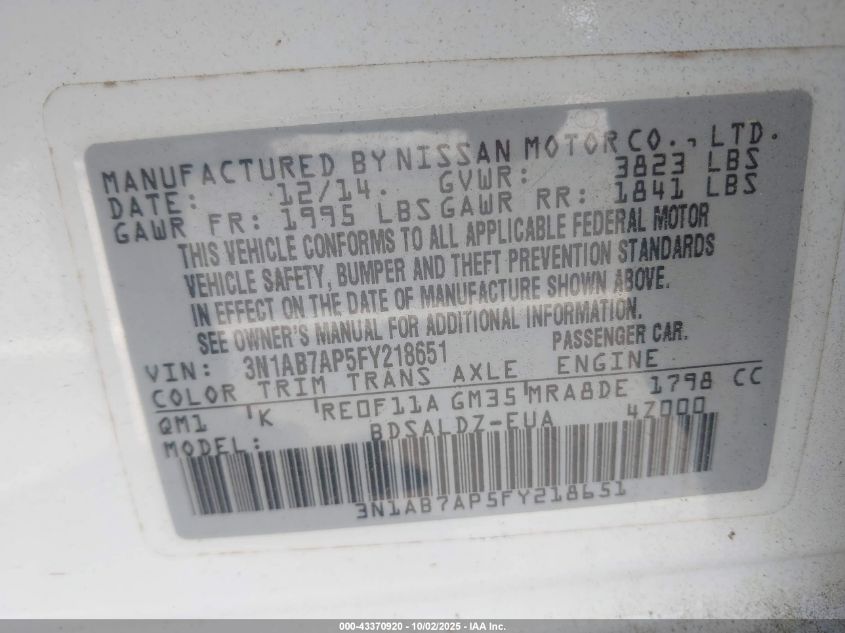 MANUFACTURED BY NISSAN MOTOR CO., LTD.
DATE: 12/14. GVWR: 3823 LBS
GAWR FR: 1995 LBS GAWR RR: 1841 LBS
THIS VEHICLE CONFORMS TO ALL APPLICABLE FEDERAL MOTOR
VEHICLE SAFETY, BUMPER AND THEFT PREVENTION STANDARDS
IN EFFECT ON THE DATE OF MANUFACTURE SHOWN ABOVE.
SEE OWNER'S MANUAL FOR ADDITIONAL INFORMATION.
VIN: 3N1AB7AP5FY218651 PASSENGER CAR.
COLOR TRIM TRANS AXLE ENGINE
QM1 K RE0F11A GM35 MRA8DE 1798 CC
MODEL: BDSALDZ-EUA 4Z000
3N1AB7AP5FY218651
000-43370920 - 10/02/2025 - IAA Inc.